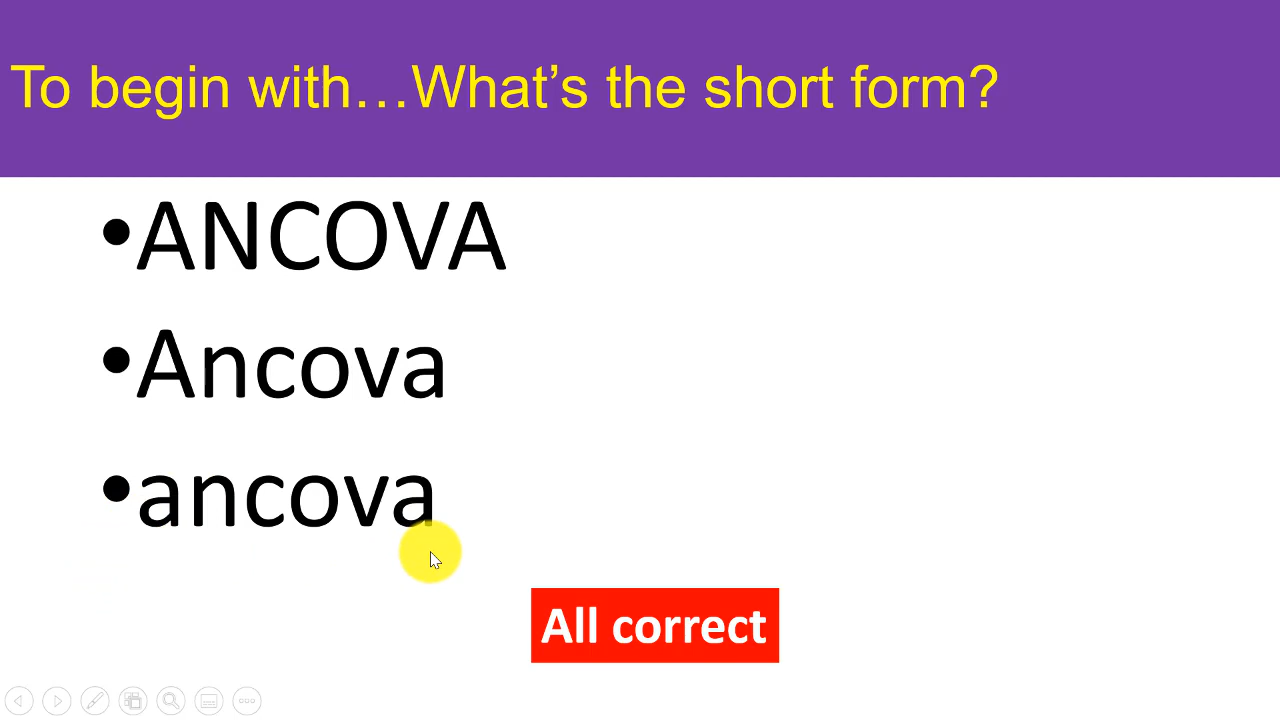 To begin with…What’s the short form?
•ANCOVA
•Ancova
•ancova
All correct